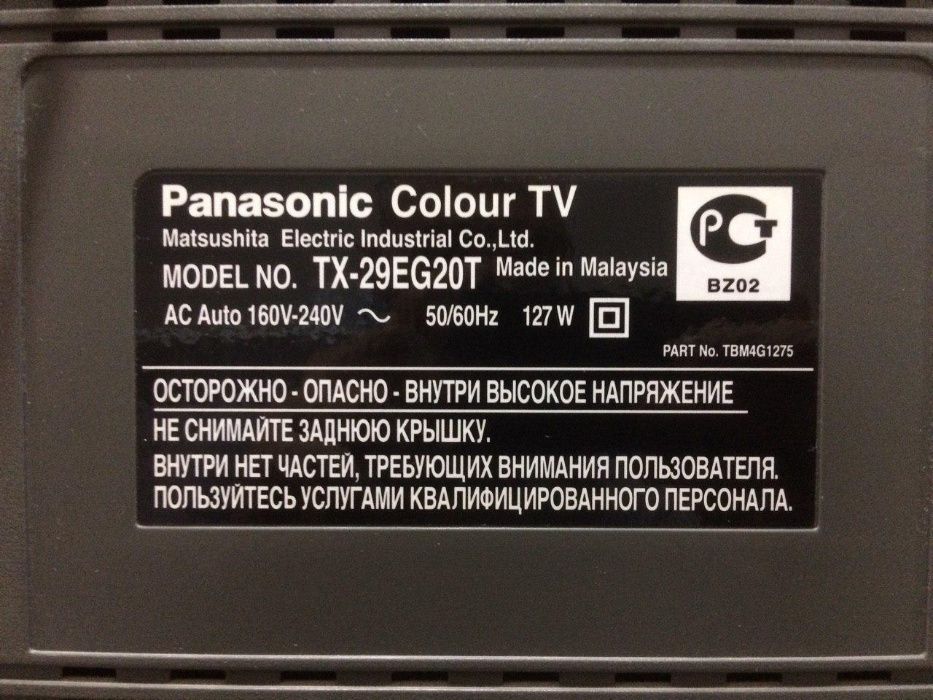 Panasonic Colour TV
Matsushita Electric Industrial Co.,Ltd.
MODEL NO. TX-29EG20T Made in Malaysia
РСТ
BZ02
AC Auto 160V-240V ~ 50/60Hz 127 W
PART No. TBM4G1275
ОСТОРОЖНО - ОПАСНО - ВНУТРИ ВЫСОКОЕ НАПРЯЖЕНИЕ
НЕ СНИМАЙТЕ ЗАДНЮЮ КРЫШКУ.
ВНУТРИ НЕТ ЧАСТЕЙ, ТРЕБУЮЩИХ ВНИМАНИЯ ПОЛЬЗОВАТЕЛЯ.
ПОЛЬЗУЙТЕСЬ УСЛУГАМИ КВАЛИФИЦИРОВАННОГО ПЕРСОНАЛА.